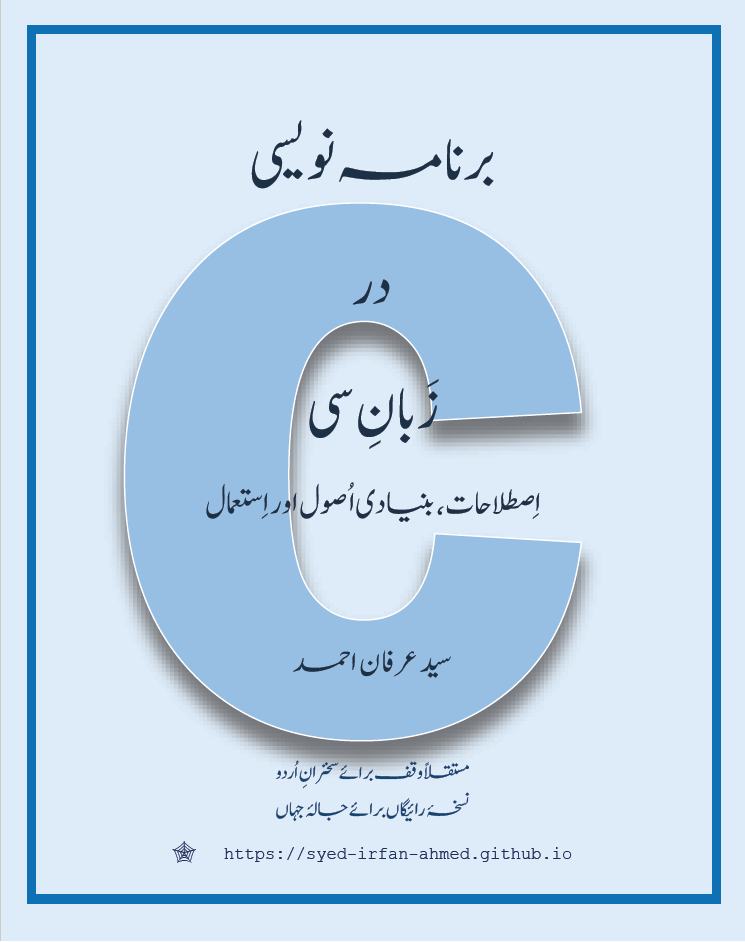 برنامہ نویسی
در
زَبانِ سی
اِصطلاحات، بنیادی اُصول اور اِستعمال
سید عرفان احمد
مستقلاً وقف برائے سخنرانِ اُردو
نسخۂ رائیگاں برائے جالۂ جہاں
https://syed-irfan-ahmed.github.io